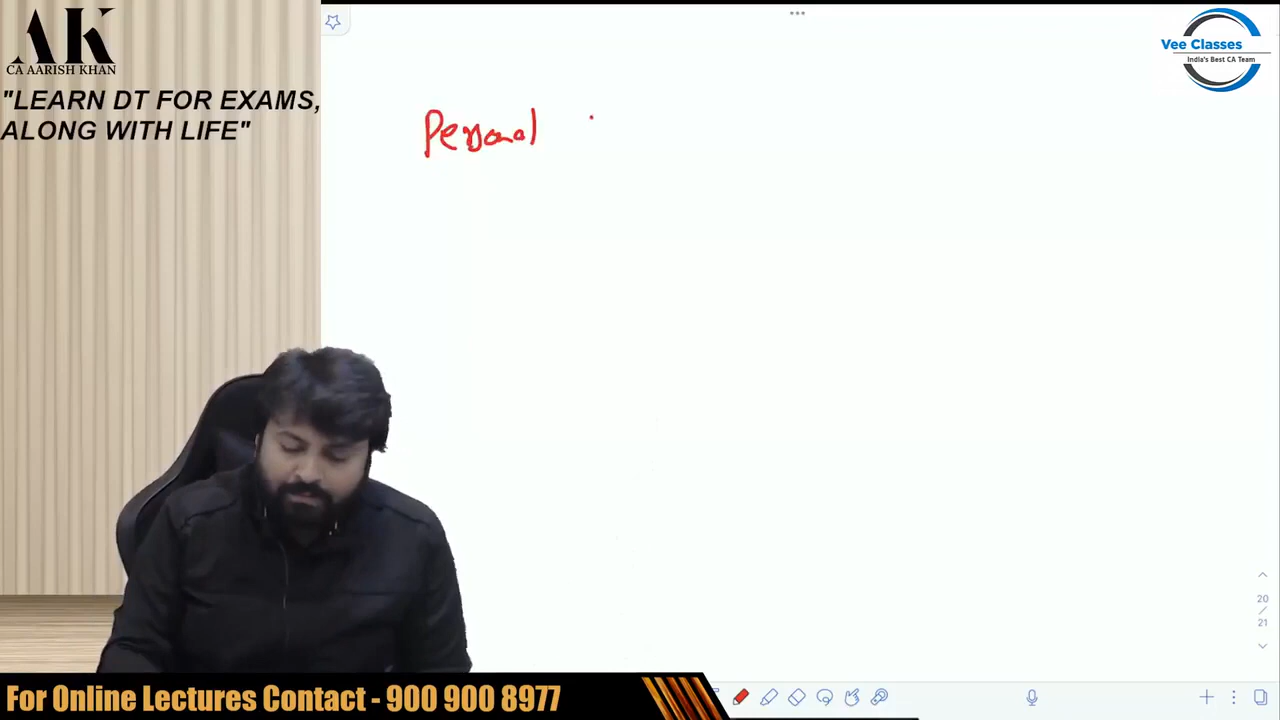 AK
CA AARISH KHAN
"LEARN DT FOR EXAMS,
ALONG WITH LIFE"
Personal
Vee Classes
India's Best CA Team
20
/
21
For Online Lectures Contact - 900 900 8977